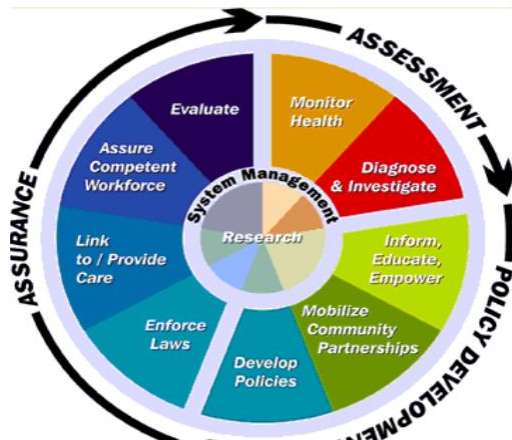 ASSESSMENT
POLICY DEVELOPMENT
ASSURANCE
Monitor
Health
Diagnose
& Investigate
Inform,
Educate,
Empower
Mobilize
Community
Partnerships
Develop
Policies
Enforce
Laws
Link
to / Provide
Care
Assure
Competent
Workforce
Evaluate
System Management
Research